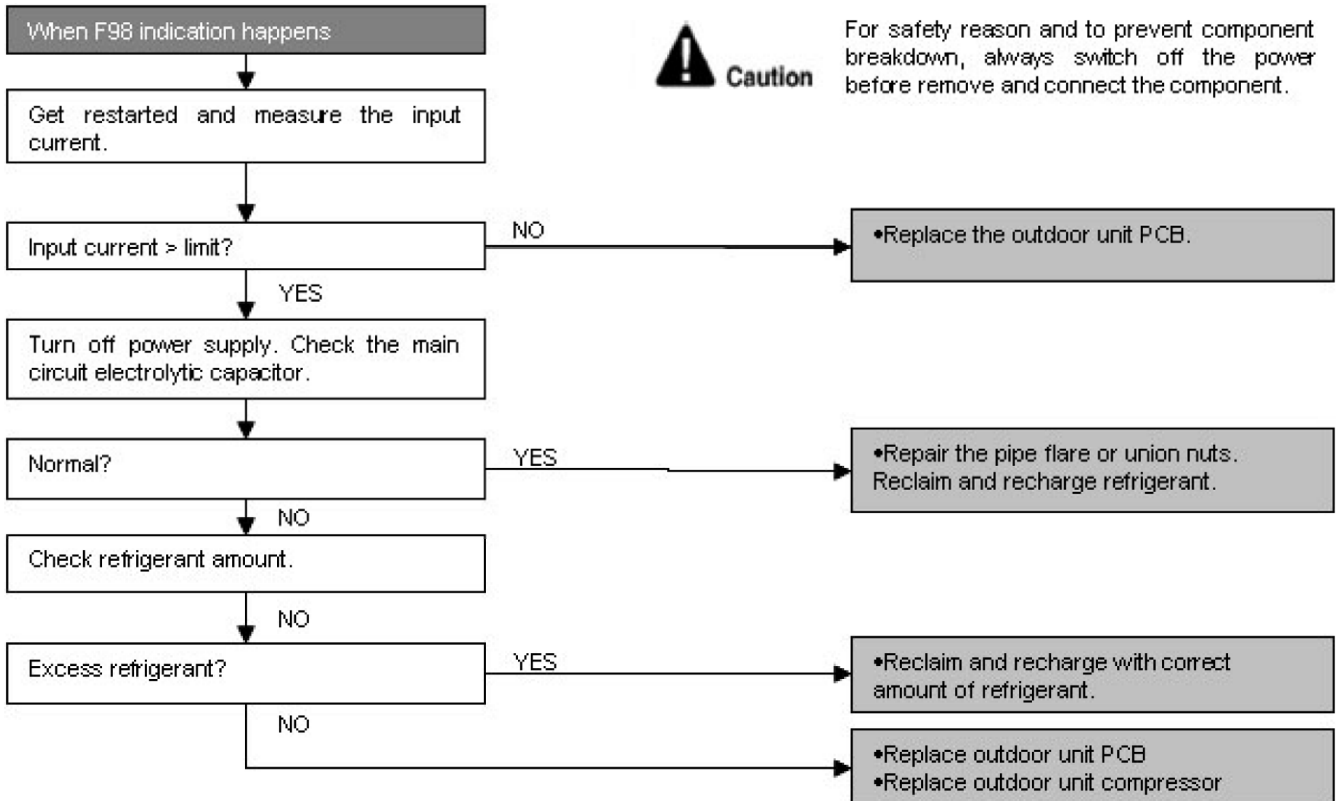 When F98 indication happens
Caution
For safety reason and to prevent component
breakdown, always switch off the power
before remove and connect the component.
Get restarted and measure the input
current.
Input current > limit?
NO
•Replace the outdoor unit PCB.
YES
Turn off power supply. Check the main
circuit electrolytic capacitor.
Normal?
YES
•Repair the pipe flare or union nuts.
Reclaim and recharge refrigerant.
NO
Check refrigerant amount.
NO
Excess refrigerant?
YES
•Reclaim and recharge with correct
amount of refrigerant.
NO
•Replace outdoor unit PCB
•Replace outdoor unit compressor